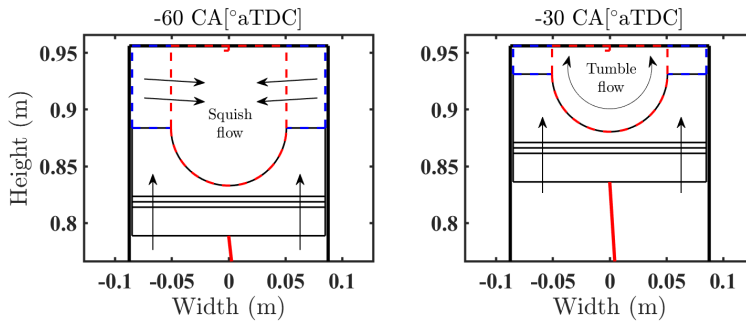 -60 CA[°aTDC]
0.95
0.9
0.85
0.8
Height (m)
Squish
flow
-0.1 -0.05 0 0.05 0.1
Width (m)
-30 CA[°aTDC]
0.95
0.9
0.85
0.8
Tumble
flow
-0.1 -0.05 0 0.05 0.1
Width (m)